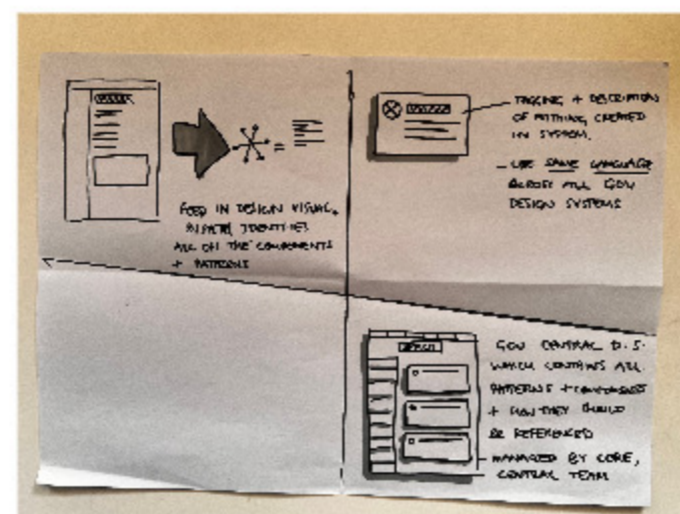 FEED IN DESIGN VISUAL,
IDENTIFIES
ALL OF THE COMPONENTS
+ PATTERNS
TAGGING + DESCRIPTION
OF ANYTHING CREATED
IN SYSTEM.
- USE SAME LANGUAGE
ACROSS ALL GOV
DESIGN SYSTEMS
SEARCH
GOV CENTRAL D.S.
WHICH CONTAINS ALL
PATTERNS + COMPONENTS
+ HOW THEY SHOULD
BE REFERENCED
- MANAGED BY CORE,
CENTRAL TEAM